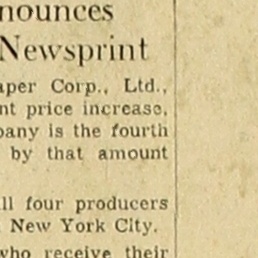 nounces
Newsprint
aper Corp., Ltd.,
nt price increase,
pany is the fourth
by that amount
ll four producers
New York City.
who receive their